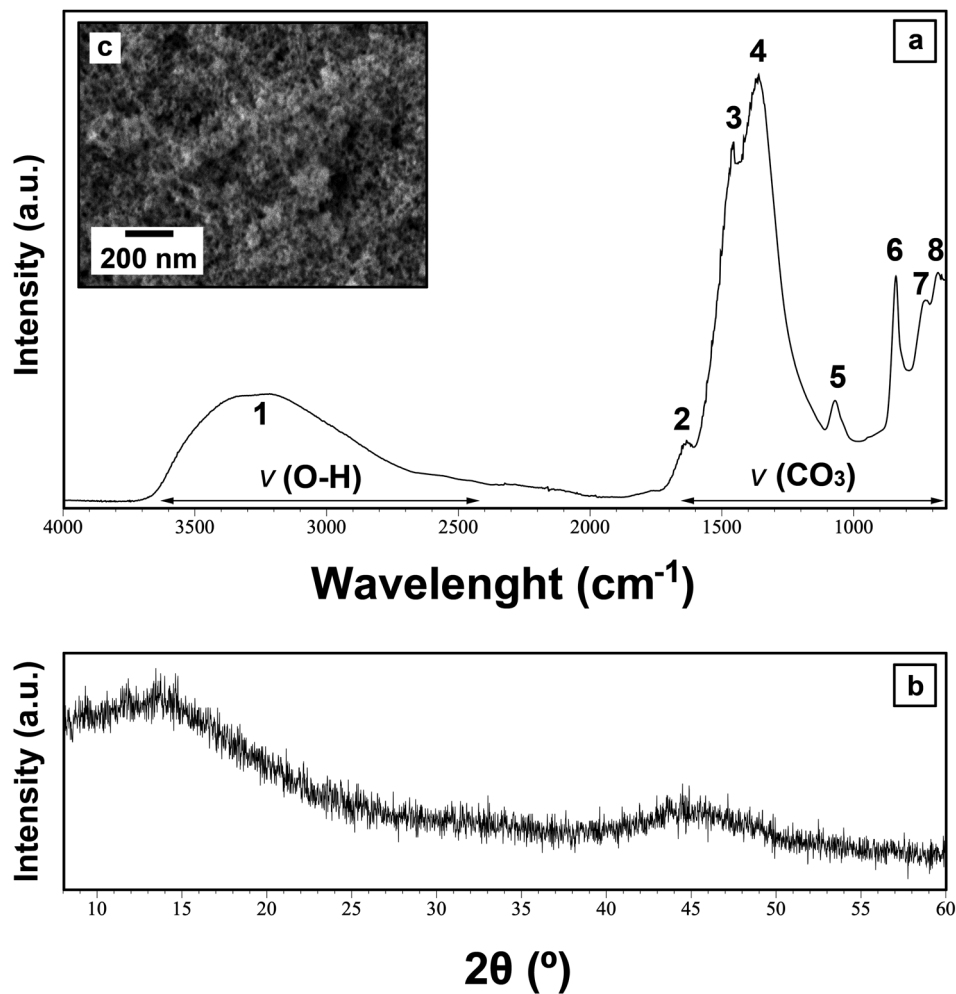 c
a
200 nm
1
2
3
4
5
6
7
8
ν (O-H)
ν (CO3)
Intensity (a.u.)
4000 3500 3000 2500 2000 1500 1000
Wavelenght (cm-1)
b
Intensity (a.u.)
10 15 20 25 30 35 40 45 50 55 60
2θ (º)